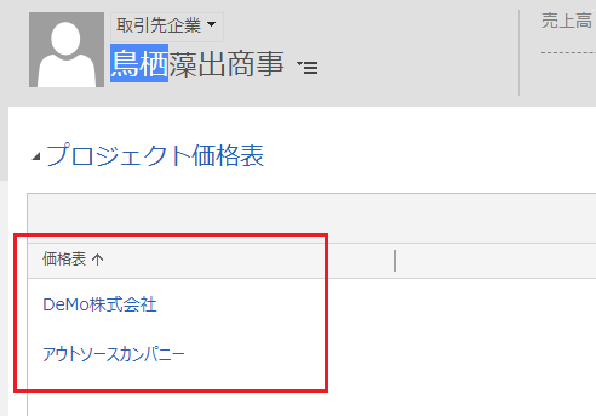 取引先企業
売上高
鳥栖藻出商事
プロジェクト価格表
価格表
DeMo株式会社
アウトソースカンパニー